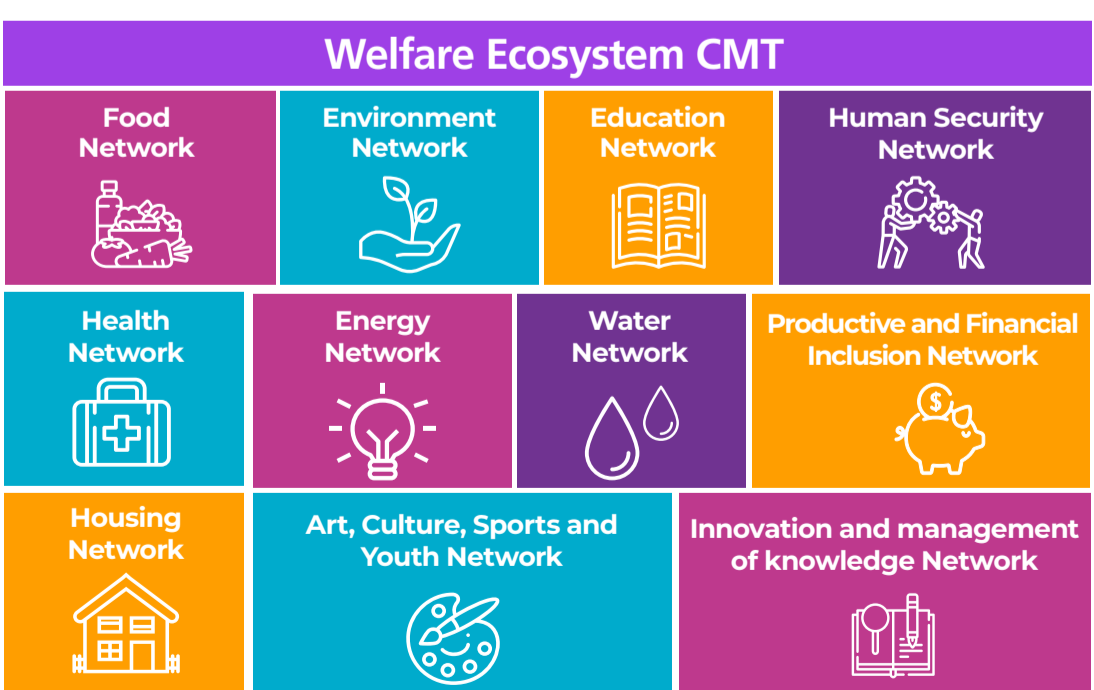 Welfare Ecosystem CMT
Food
Network
Environment
Network
Education
Network
Human Security
Network
Health
Network
Energy
Network
Water
Network
Productive and Financial
Inclusion Network
$
Housing
Network
Art, Culture, Sports and
Youth Network
Innovation and management
of knowledge Network